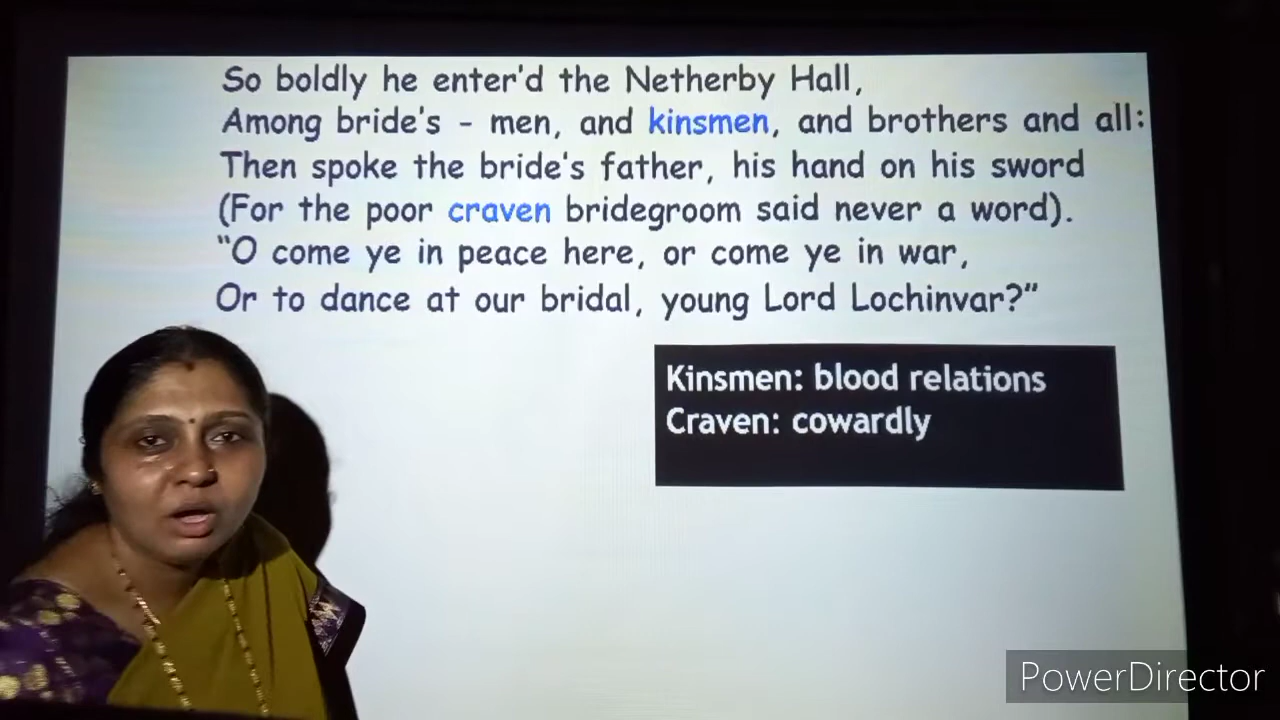 So boldly he enter'd the Netherby Hall,
Among bride's - men, and kinsmen, and brothers and all:
Then spoke the bride's father, his hand on his sword
(For the poor craven bridegroom said never a word).
“O come ye in peace here, or come ye in war,
Or to dance at our bridal, young Lord Lochinvar?”
Kinsmen: blood relations
Craven: cowardly
PowerDirector